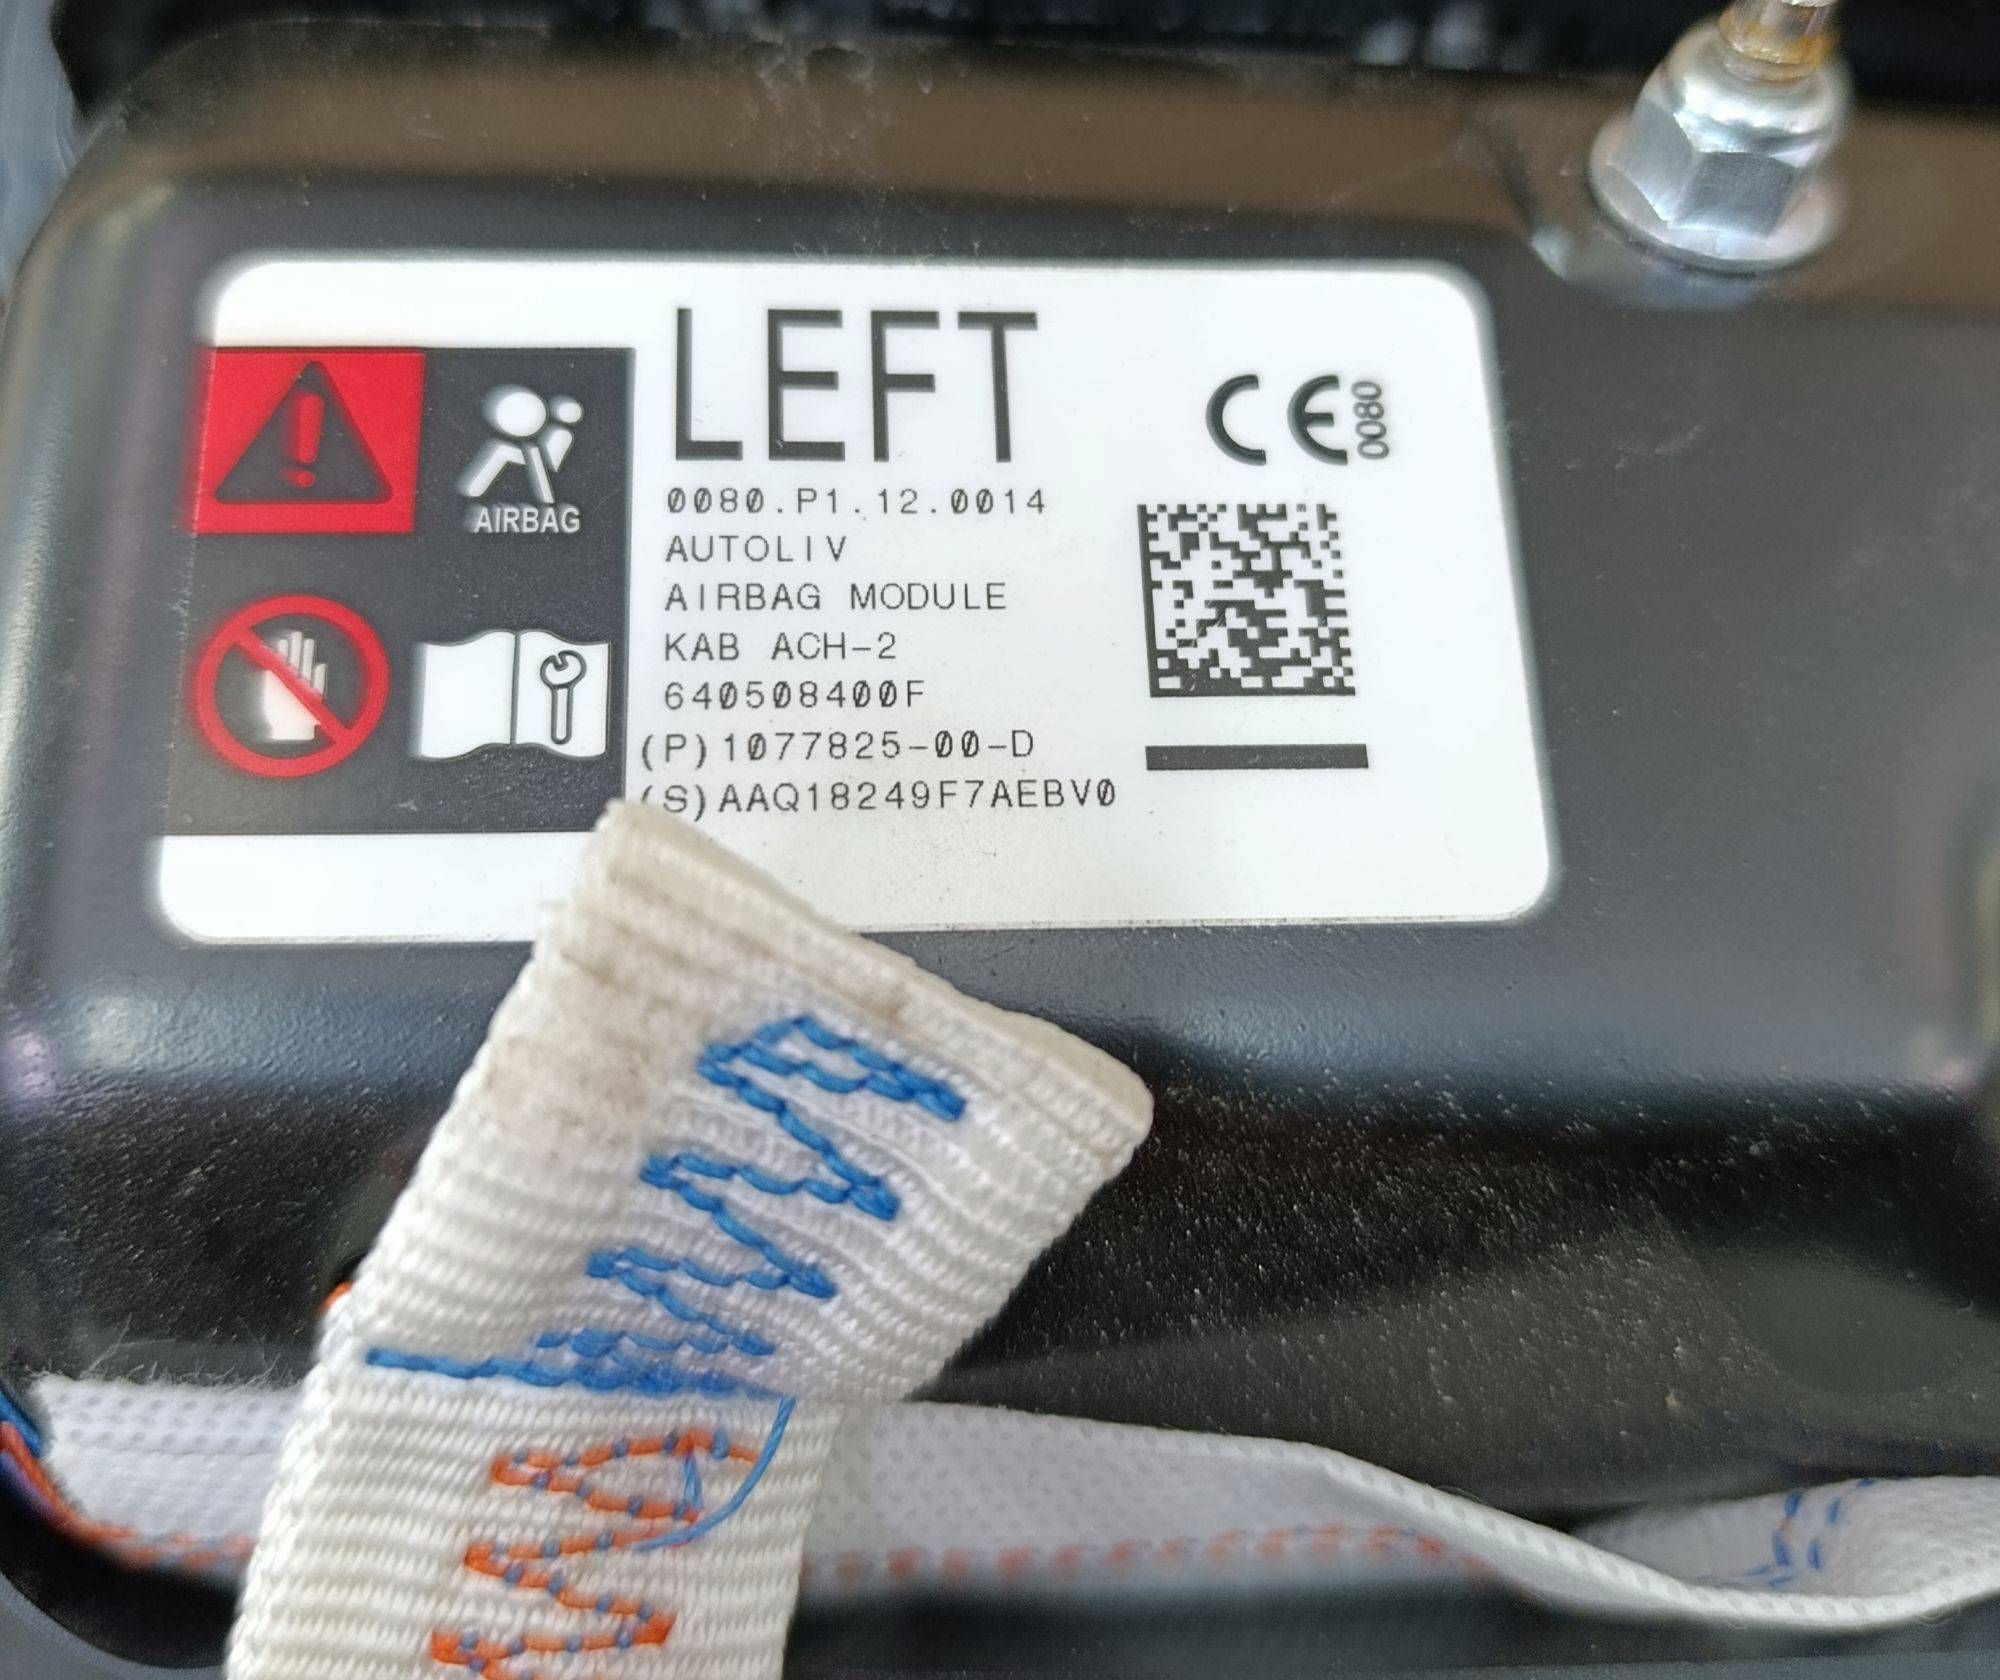 LEFT
CE 0080
AIRBAG
0080.P1.12.0014
AUTOLIV
AIRBAG MODULE
KAB ACH-2
640508400F
(P)1077825-00-D
(S)AAQ18249F7AEBV0